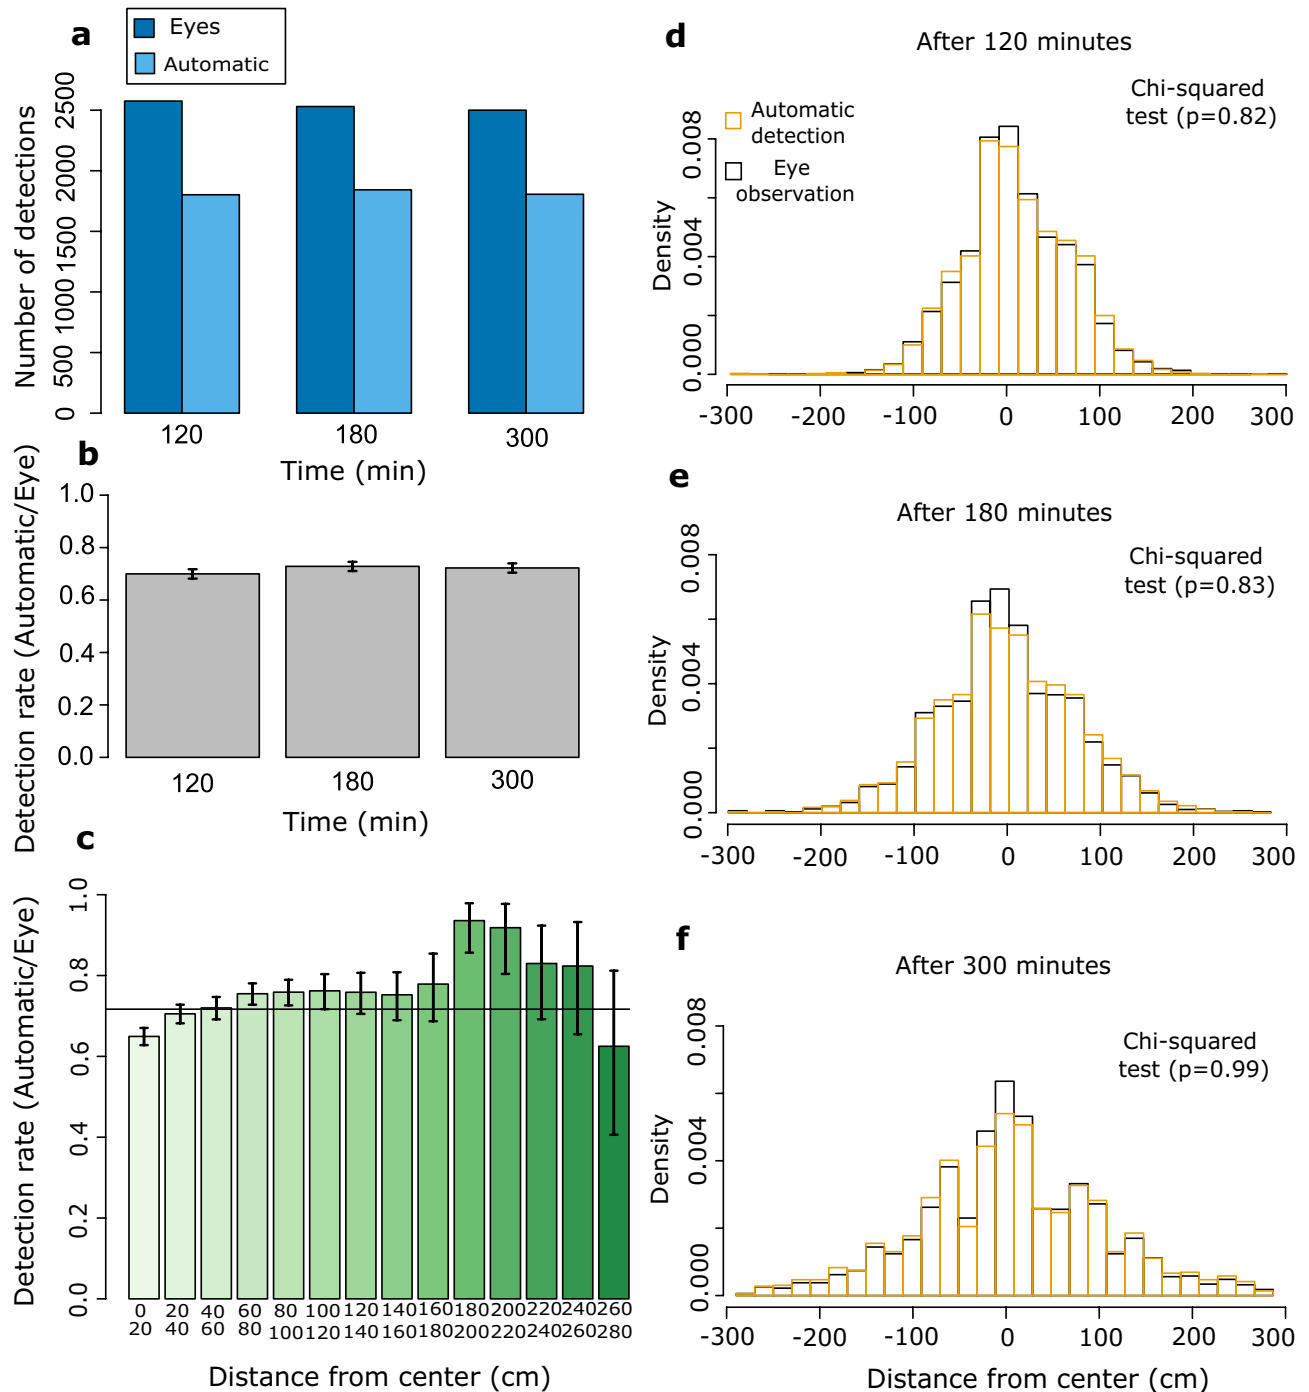 a
Eyes
Automatic
Number of detections
0 500 1000 1500 2000 2500
120 180 300
Time (min)
b
Detection rate (Automatic/Eye)
1.0
0.8
0.6
0.4
0.2
0.0
120 180 300
Time (min)
c
Detection rate (Automatic/Eye)
1.0
0.8
0.6
0.4
0.2
0.0
0 20 40 60 80 100 120 140 160 180 200 220 240 260
20 40 60 80 100 120 140 160 180 200 220 240 260 280
Distance from center (cm)
d
After 120 minutes
Chi-squared
test (p=0.82)
Automatic
detection
Eye
observation
Density
0.000 0.004 0.008
-300 -200 -100 0 100 200 300
e
After 180 minutes
Chi-squared
test (p=0.83)
Density
0.000 0.004 0.008
-300 -200 -100 0 100 200 300
f
After 300 minutes
Chi-squared
test (p=0.99)
Density
0.000 0.004 0.008
-300 -200 -100 0 100 200 300
Distance from center (cm)